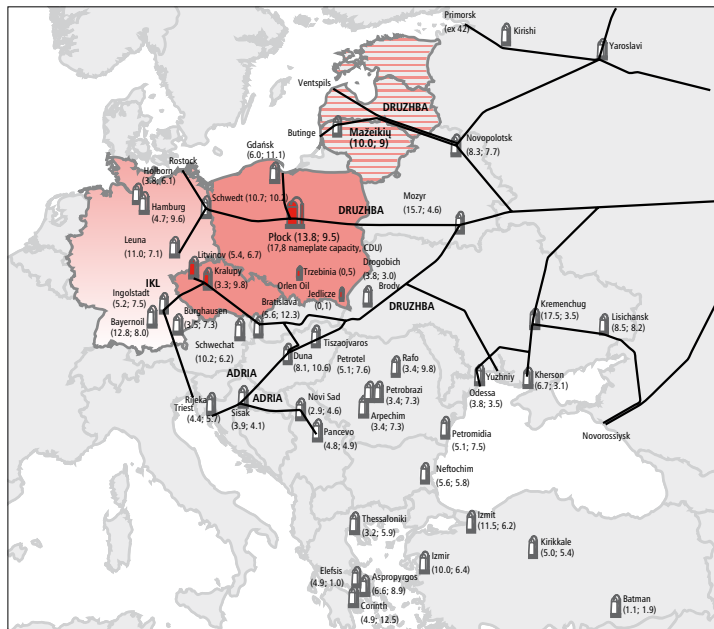 Primorsk
(ex 42)
Kirishi
Yaroslavi
Ventspils
DRUZHBA
Butinge
Mažeikių
(10.0; 9)
Novopolotsk
(8.3; 7.7)
Gdańsk
(6.0; 11.1)
Rostock
Holborn
(3.8; 6.1)
Hamburg
(4.7; 9.6)
Schwedt (10.7; 10.2)
Mozyr
(15.7; 4.6)
DRUZHBA
Płock (13.8; 9.5)
(17,8 nameplate capacity, CDU)
Leuna
(11.0; 7.1)
Litvinov (5.4, 6.7)
Kralupy
(3.3; 9.8)
Trzebinia (0,5)
Orlen Oil
Jedlicze
(0,1)
Drogobich
(3.8; 3.0)
Brody
IKL
Ingolstadt
(5.2; 7.5)
Bayernoil
(12.8; 8.0)
Burghausen
(3.5; 7.3)
Bratislava
(5.6; 12.3)
DRUZHBA
Kremenchug
(17.5; 3.5)
Lisichansk
(8.5; 8.2)
Schwechat
(10.2; 6.2)
Tiszaojvaros
Duna
(8.1, 10.6)
Petrotel
(5.1; 7.6)
Rafo
(3.4; 9.8)
Yuzhniy
Kherson
(6.7; 3.1)
Odessa
(3.8; 3.5)
ADRIA
ADRIA
Rijeka
Triest
(4.4; 5.7)
Sisak
(3.9; 4.1)
Novi Sad
(2.9; 4.6)
Petrobrazi
(3.4; 7.3)
Arpechim
(3.4; 7.3)
Pancevo
(4.8; 4.9)
Petromidia
(5.1; 7.5)
Novorossiysk
Neftochim
(5.6; 5.8)
Thessaloniki
(3.2; 5.9)
Izmit
(11.5; 6.2)
Kirikkale
(5.0; 5.4)
Izmir
(10.0; 6.4)
Elefsis
(4.9; 1.0)
Aspropyrgos
(6.6; 8.9)
Corinth
(4.9; 12.5)
Batman
(1.1; 1.9)